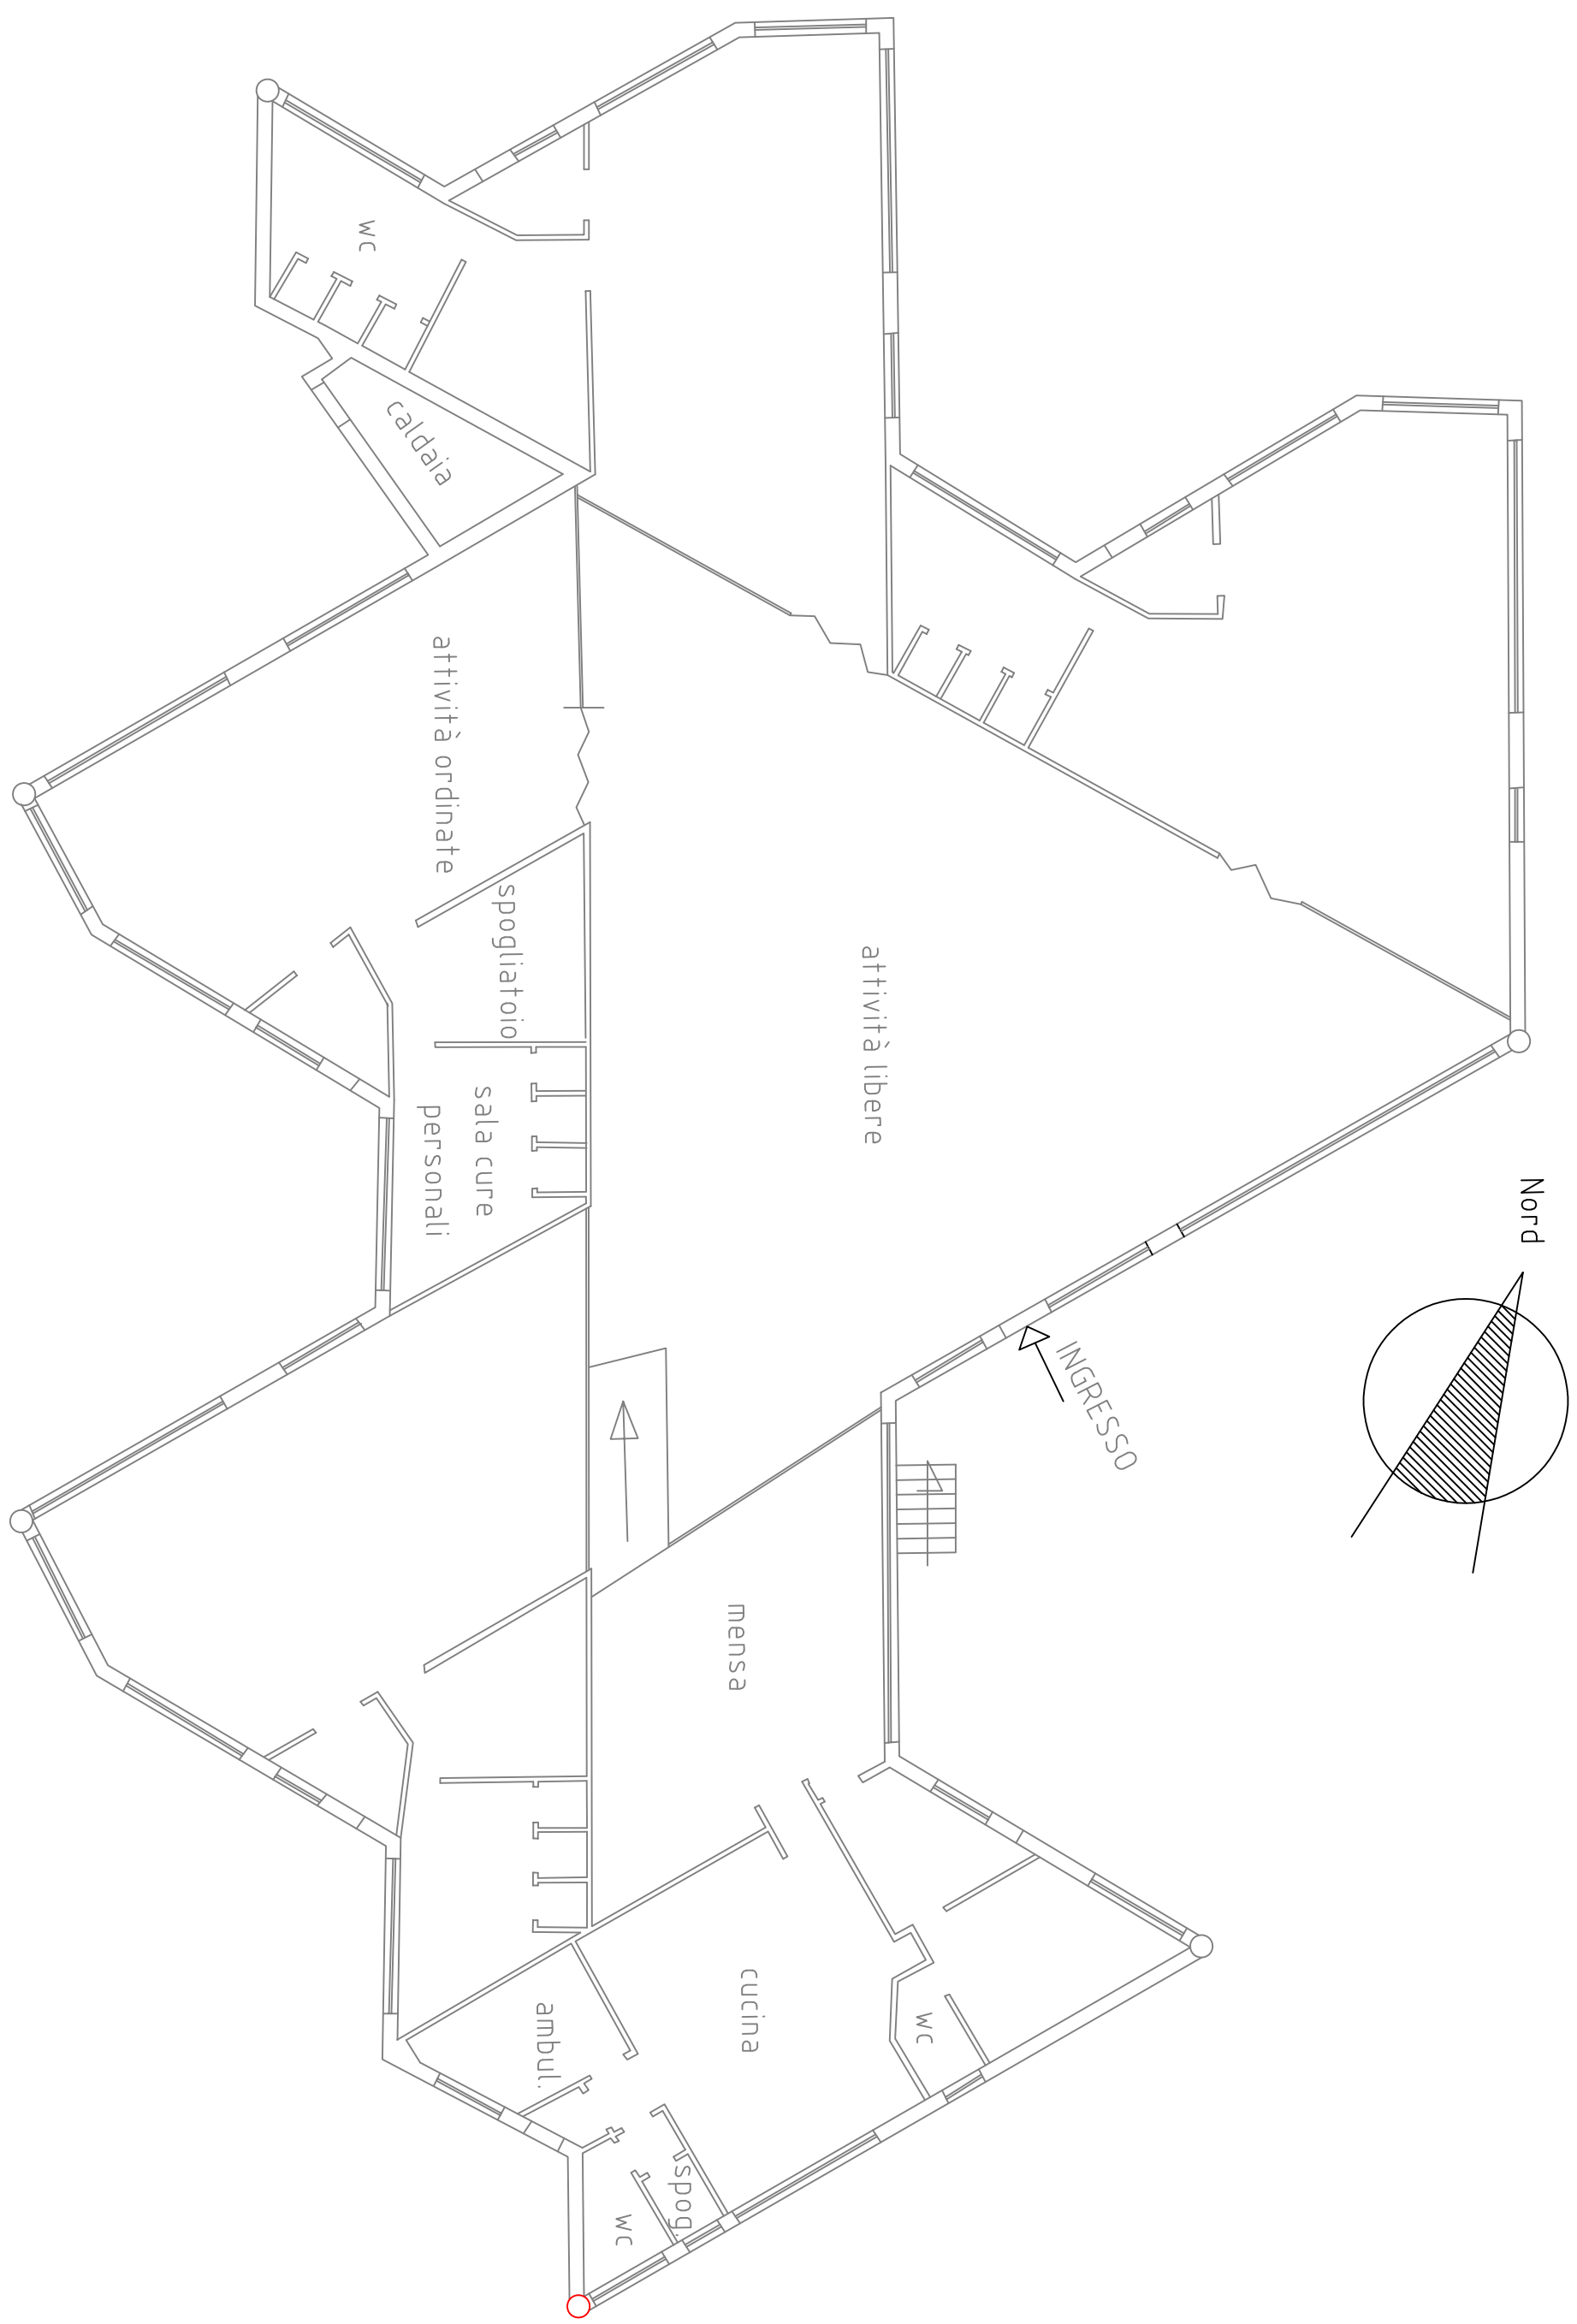 wc
caldaia
attività ordinate
spogliatoio
attività libere
sala cure
personali
Nord
INGRESSO
mensa
cucina
wc
ambul.
spog.
wc